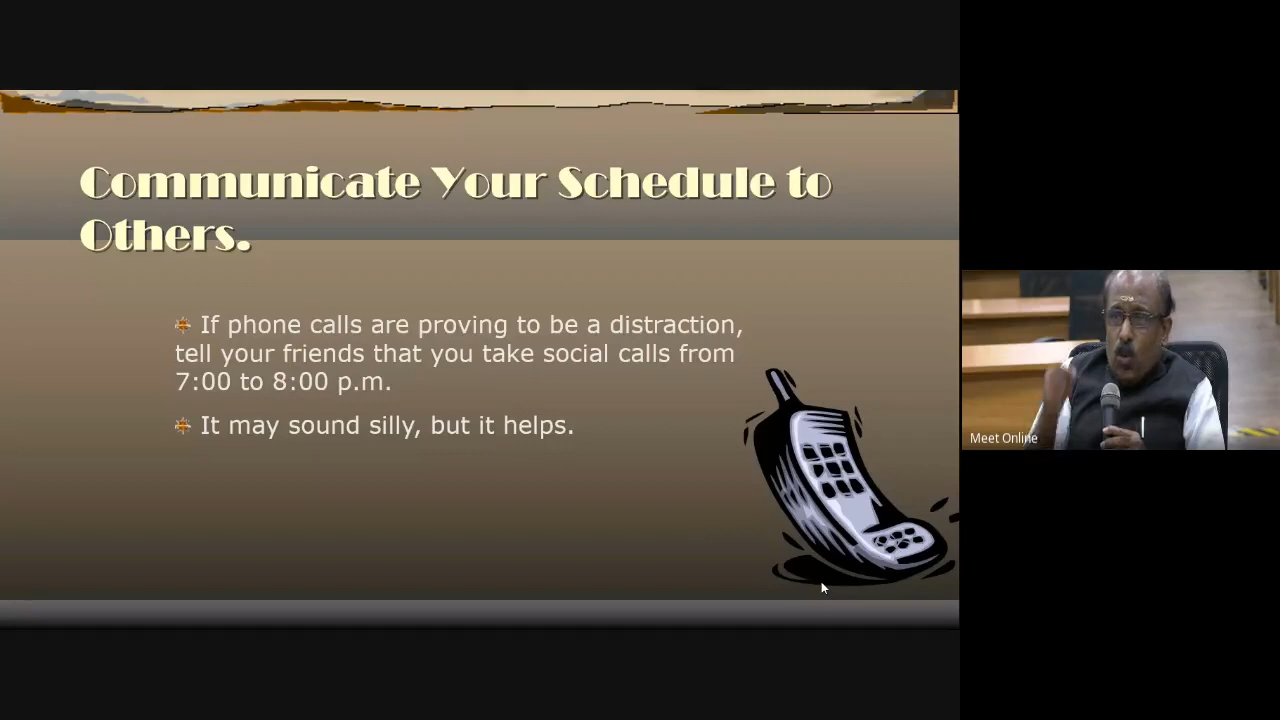 Communicate Your Schedule to
Others.
If phone calls are proving to be a distraction,
tell your friends that you take social calls from
7:00 to 8:00 p.m.
It may sound silly, but it helps.
Meet Online